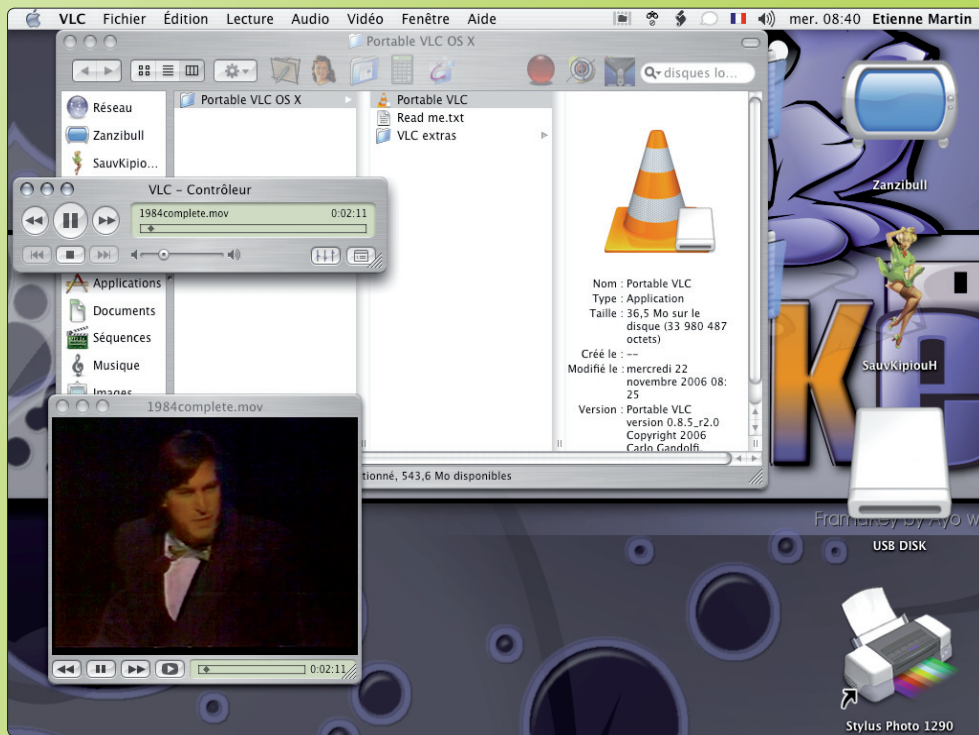 VLC Fichier Édition Lecture Audio Vidéo Fenêtre Aide mer. 08:40 Etienne Martin
Portable VLC OS X
disques lo...
Réseau
Zanzibull
SauvKipio...
Portable VLC OS X
Portable VLC
Read me.txt
VLC extras
VLC – Contrôleur
1984complete.mov 0:02:11
Applications
Documents
Séquences
Musique
Images
Nom : Portable VLC
Type : Application
Taille : 36,5 Mo sur le
disque (33 980 487
octets)
Créé le : --
Modifié le : mercredi 22
novembre 2006 08:
25
Version : Portable VLC
version 0.8.5_r2.0
Copyright 2006
Carlo Gandolfi,
tionné, 543,6 Mo disponibles
1984complete.mov
0:02:11
Zanzibull
SauvKipiouH
Framakey by Ayo w
USB DISK
Stylus Photo 1290